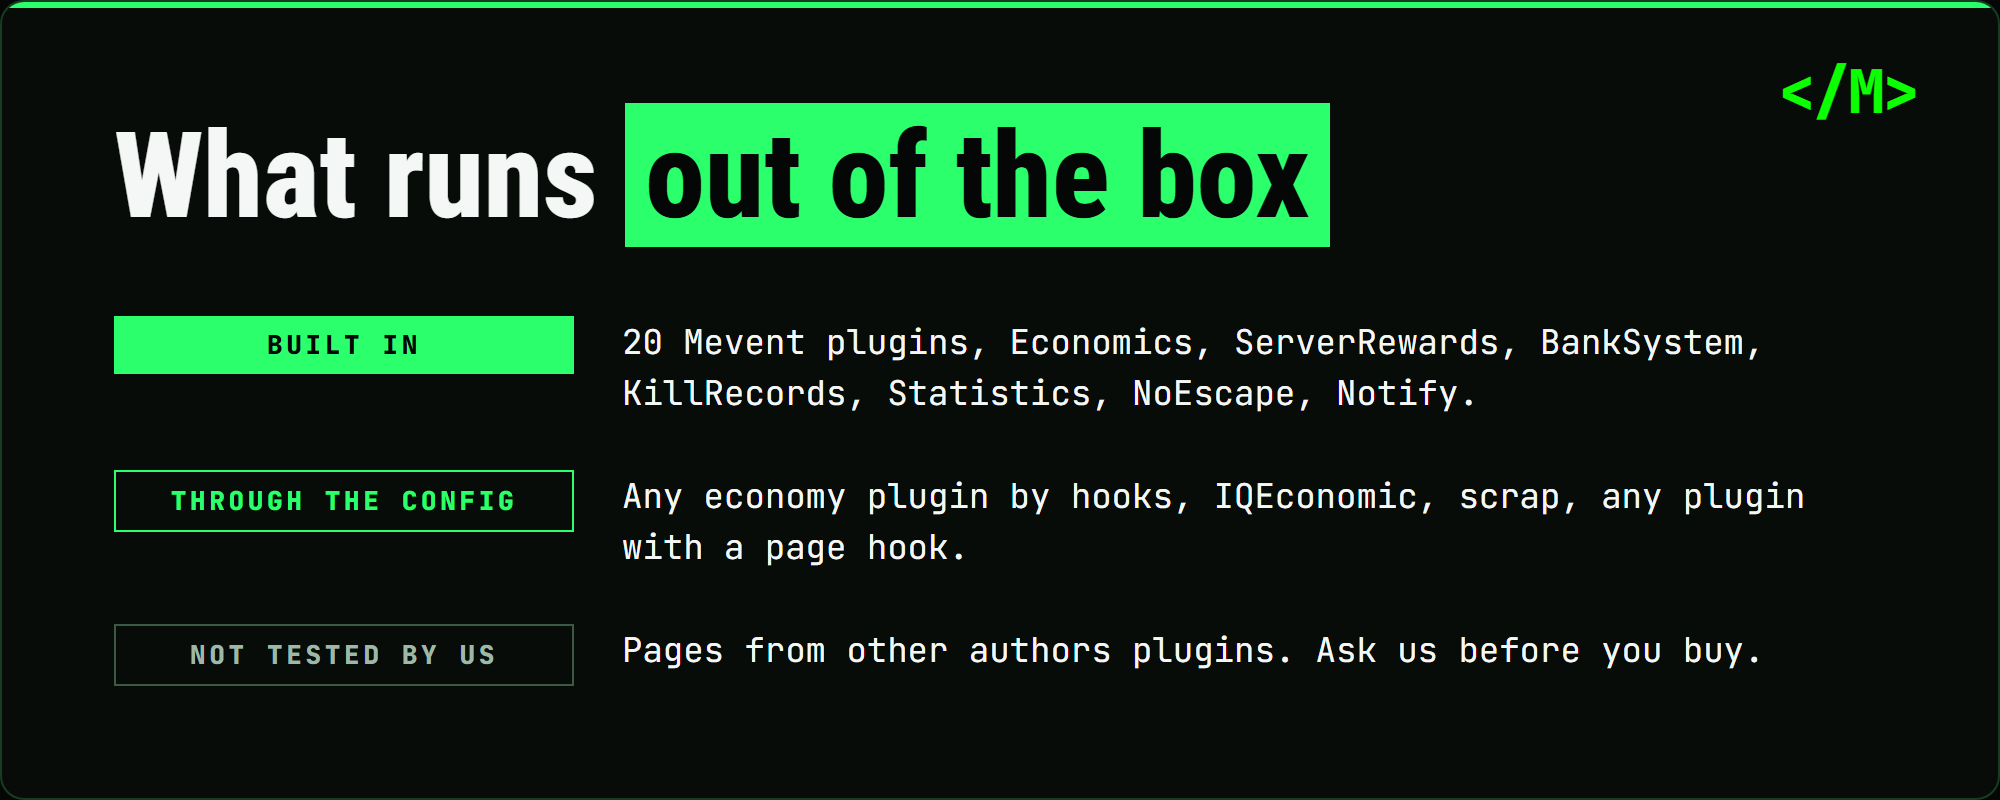 </M>
What runs out of the box
BUILT IN
20 Mevent plugins, Economics, ServerRewards, BankSystem,
KillRecords, Statistics, NoEscape, Notify.
THROUGH THE CONFIG
Any economy plugin by hooks, IQEconomic, scrap, any plugin
with a page hook.
NOT TESTED BY US
Pages from other authors plugins. Ask us before you buy.